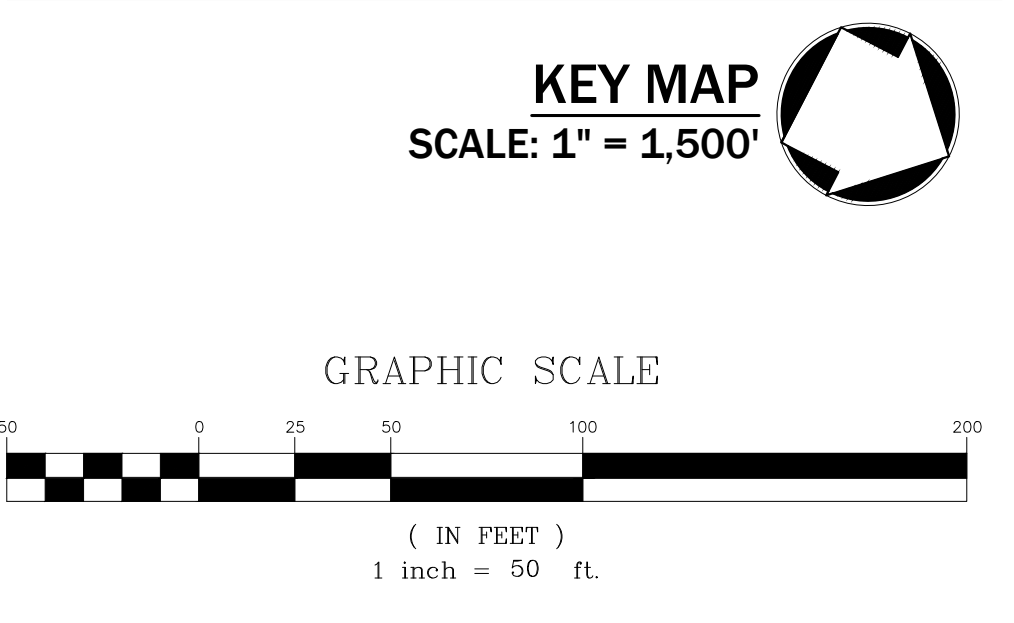 KEY MAP
SCALE: 1" = 1,500'
GRAPHIC SCALE
50 0 25 50 100 200
( IN FEET )
1 inch = 50 ft.